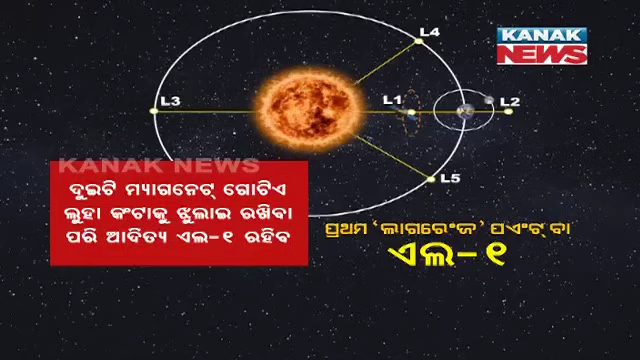 L4
KANAK
NEWS
L3
L1
L2
KANAK NEWS
L5
ଦୁଇଟି ମ୍ୟାଗନେଟ୍ ଗୋଟିଏ
ଲୁହା କଂଟାକୁ ଝୁଲାଇ ରଖିବା
ପରି ଆଦିତ୍ୟ ଏଲ-୧ ରହିବ
ପ୍ରଥମ 'ଲାଗରେଂଜ' ପଏଂଟ୍ ବା
ଏଲ-୧